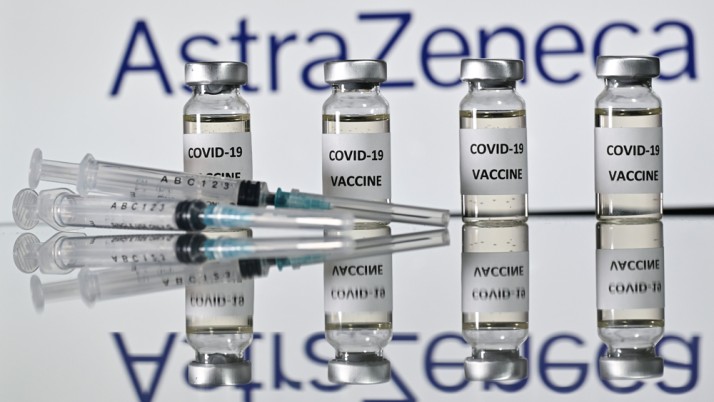 AstraZeneca
COVID-19
VACCINE
COVID-19
VACCINE
COVID-19
VACCINE
COVID-19
VACCINE
ABC123
ABC123